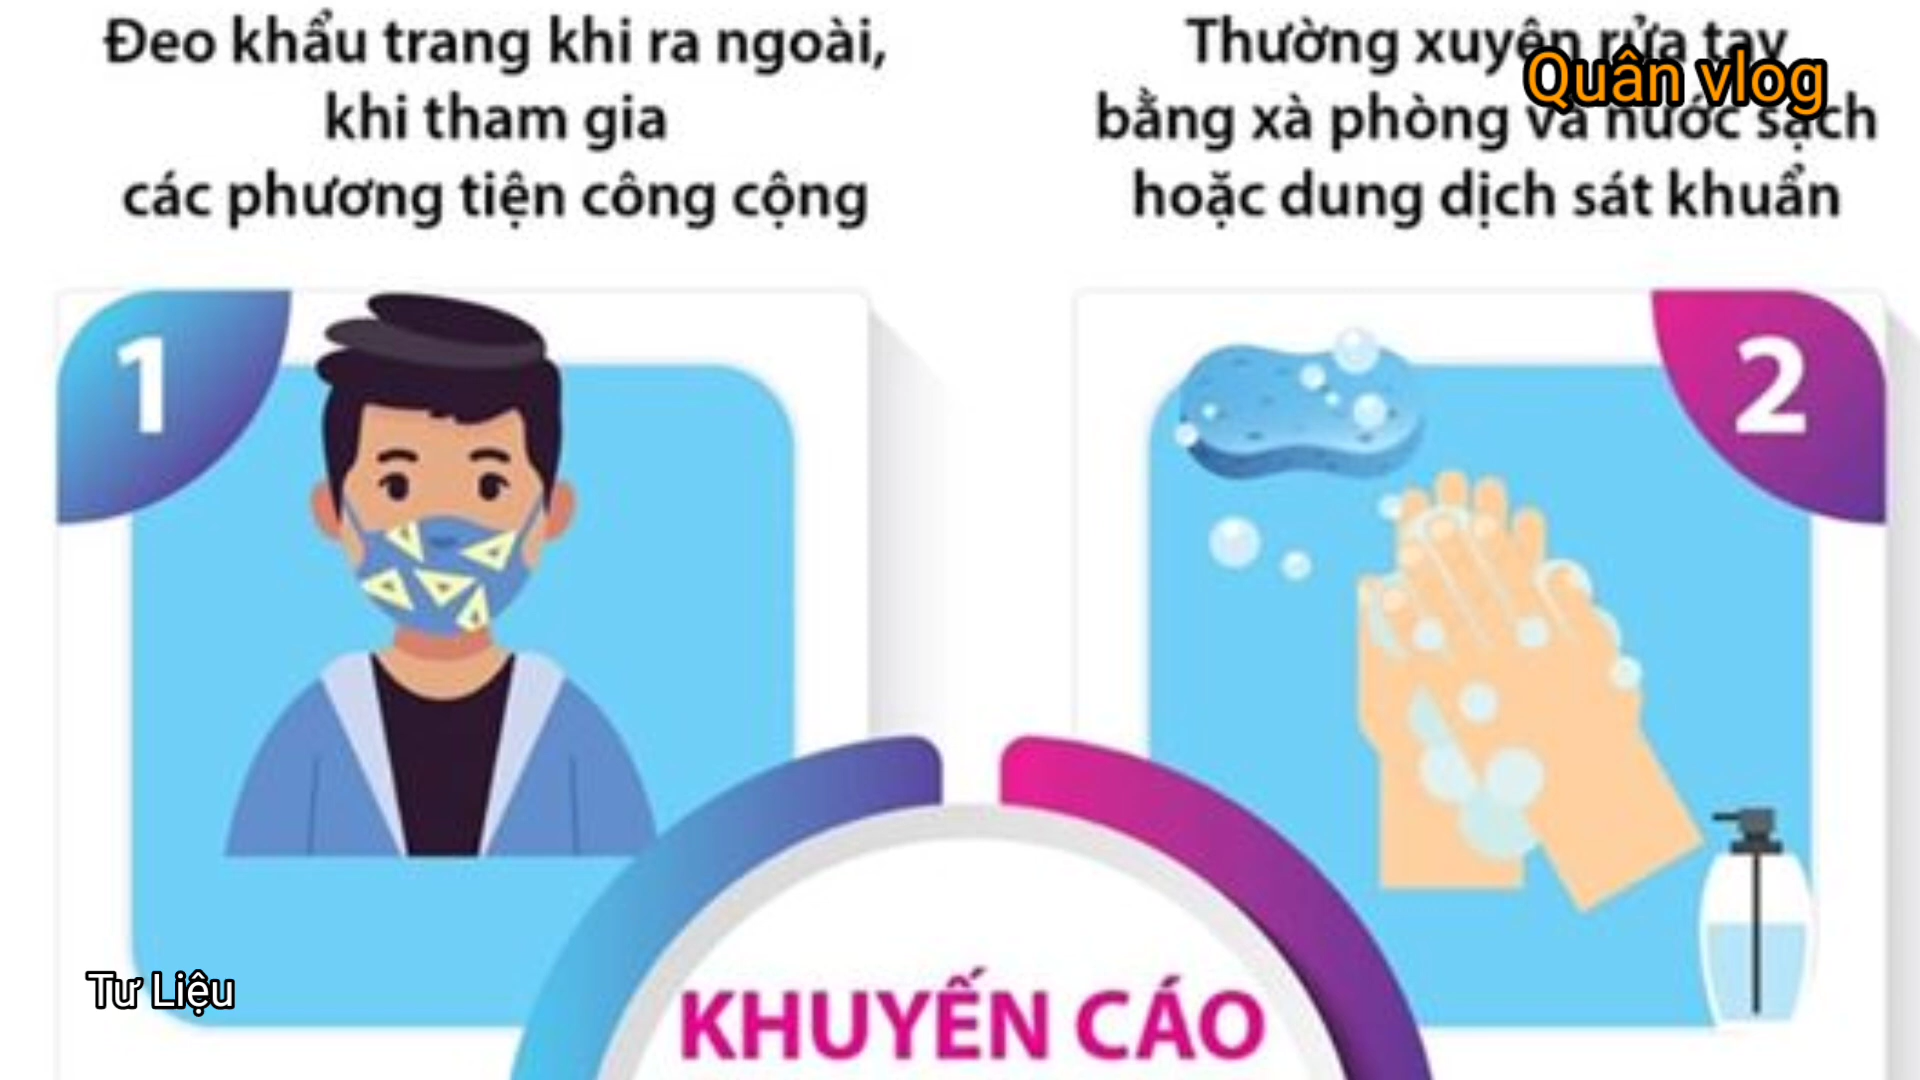 Đeo khẩu trang khi ra ngoài,
khi tham gia
các phương tiện công cộng
Thường xuyên rửa tay
bằng xà phòng và nước sạch
hoặc dung dịch sát khuẩn
Quân vlog
1
2
Tư Liệu
KHUYẾN CÁO